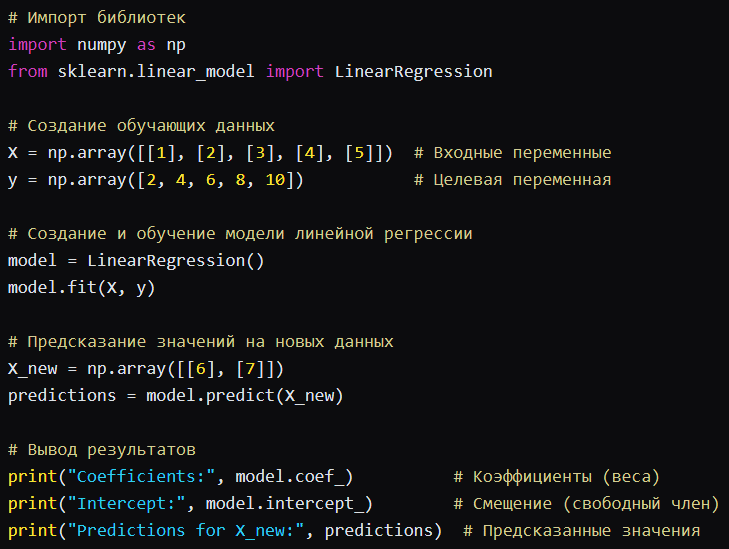 # Импорт библиотек
import numpy as np
from sklearn.linear_model import LinearRegression
# Создание обучающих данных
X = np.array([[1], [2], [3], [4], [5]])  # Входные переменные
y = np.array([2, 4, 6, 8, 10])           # Целевая переменная
# Создание и обучение модели линейной регрессии
model = LinearRegression()
model.fit(X, y)
# Предсказание значений на новых данных
X_new = np.array([[6], [7]])
predictions = model.predict(X_new)
# Вывод результатов
print("Coefficients:", model.coef_)          # Коэффициенты (веса)
print("Intercept:", model.intercept_)        # Смещение (свободный член)
print("Predictions for X_new:", predictions)  # Предсказанные значения